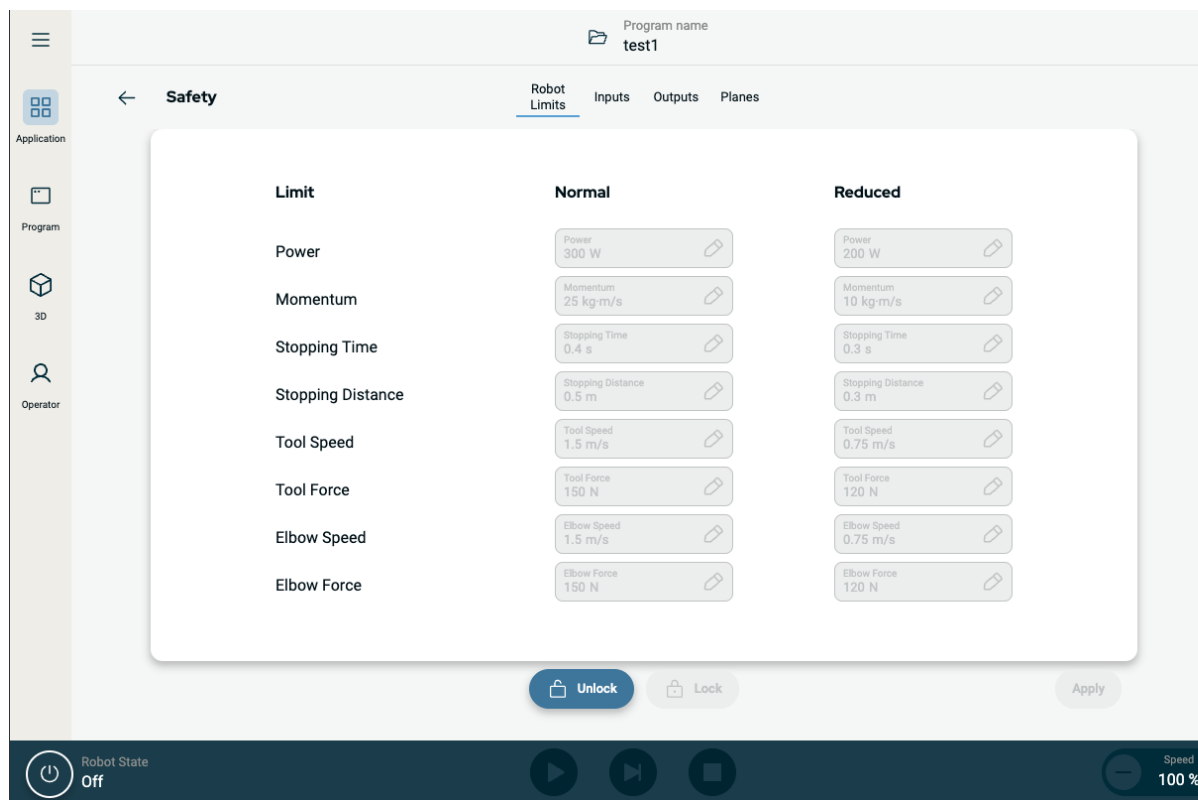 Program name
test1
Application
Program
3D
Operator
Safety
Robot
Limits
Inputs
Outputs
Planes
Limit
Normal
Reduced
Power
Power
300 W
Power
200 W
Momentum
Momentum
25 kg·m/s
Momentum
10 kg·m/s
Stopping Time
Stopping Time
0.4 s
Stopping Time
0.3 s
Stopping Distance
Stopping Distance
0.5 m
Stopping Distance
0.3 m
Tool Speed
Tool Speed
1.5 m/s
Tool Speed
0.75 m/s
Tool Force
Tool Force
150 N
Tool Force
120 N
Elbow Speed
Elbow Speed
1.5 m/s
Elbow Speed
0.75 m/s
Elbow Force
Elbow Force
150 N
Elbow Force
120 N
Unlock
Lock
Apply
Robot State
Off
Speed
100 %